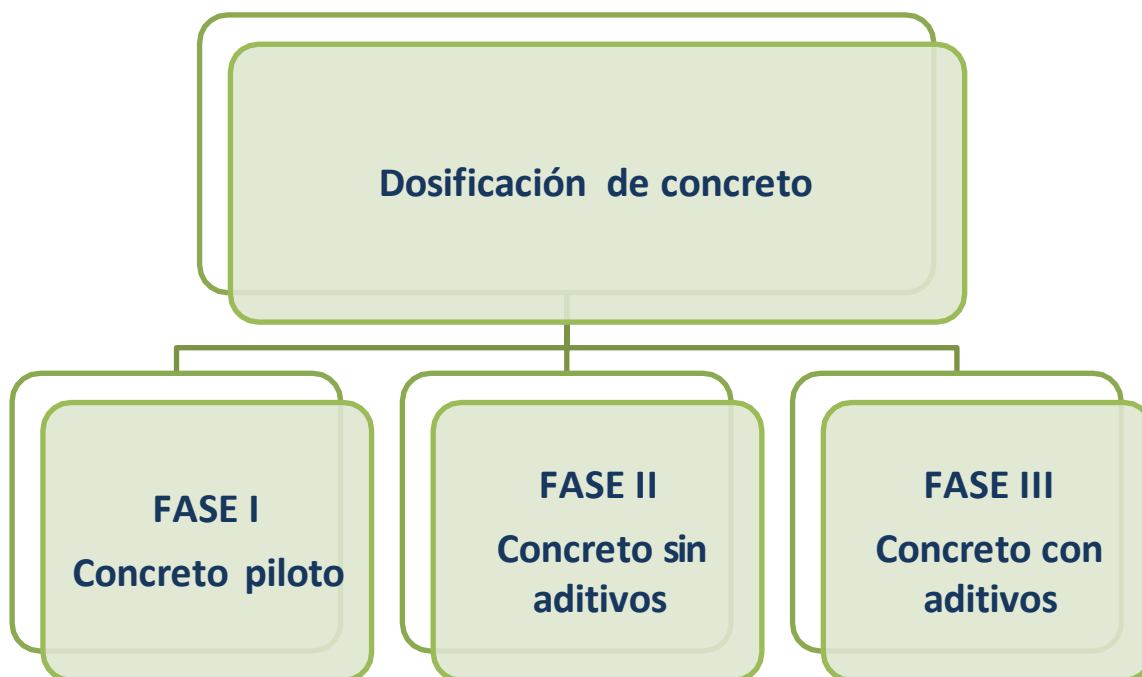 Dosificación de concreto
FASE I
Concreto piloto
FASE II
Concreto sin
aditivos
FASE III
Concreto con
aditivos